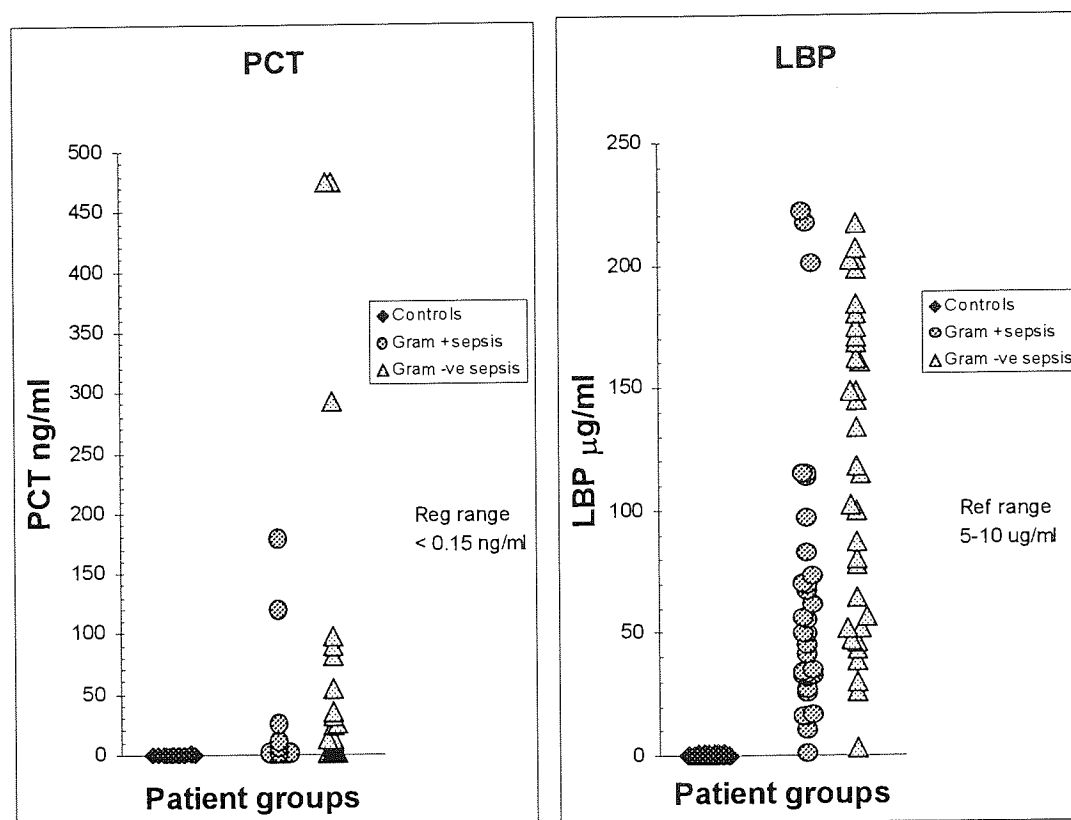 PCT
500
450
400
350
300
250
200
150
100
50
0
PCT ng/ml
Controls
Gram +sepsis
Gram -ve sepsis
Reg range
< 0.15 ng/ml
Patient groups
LBP
250
200
150
100
50
0
LBP µg/ml
Controls
Gram +sepsis
Gram -ve sepsis
Ref range
5-10 ug/ml
Patient groups